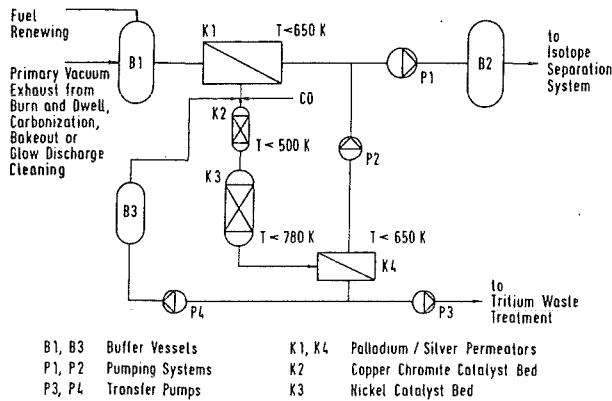 Fuel
Renewing
Primary Vacuum
Exhaust from
Burn and Dwell,
Carbonization,
Bakeout or
Glow Discharge
Cleaning
B1
K1
T<650 K
P1
B2
to
Isotope
Separation
System
CO
K2
T<500 K
P2
K3
B3
T<780 K
T<650 K
K4
P4
P3
to
Tritium Waste
Treatment
B1, B3 Buffer Vessels
P1, P2 Pumping Systems
P3, P4 Transfer Pumps
K1, K4 Palladium / Silver Permeators
K2 Copper Chromite Catalyst Bed
K3 Nickel Catalyst Bed